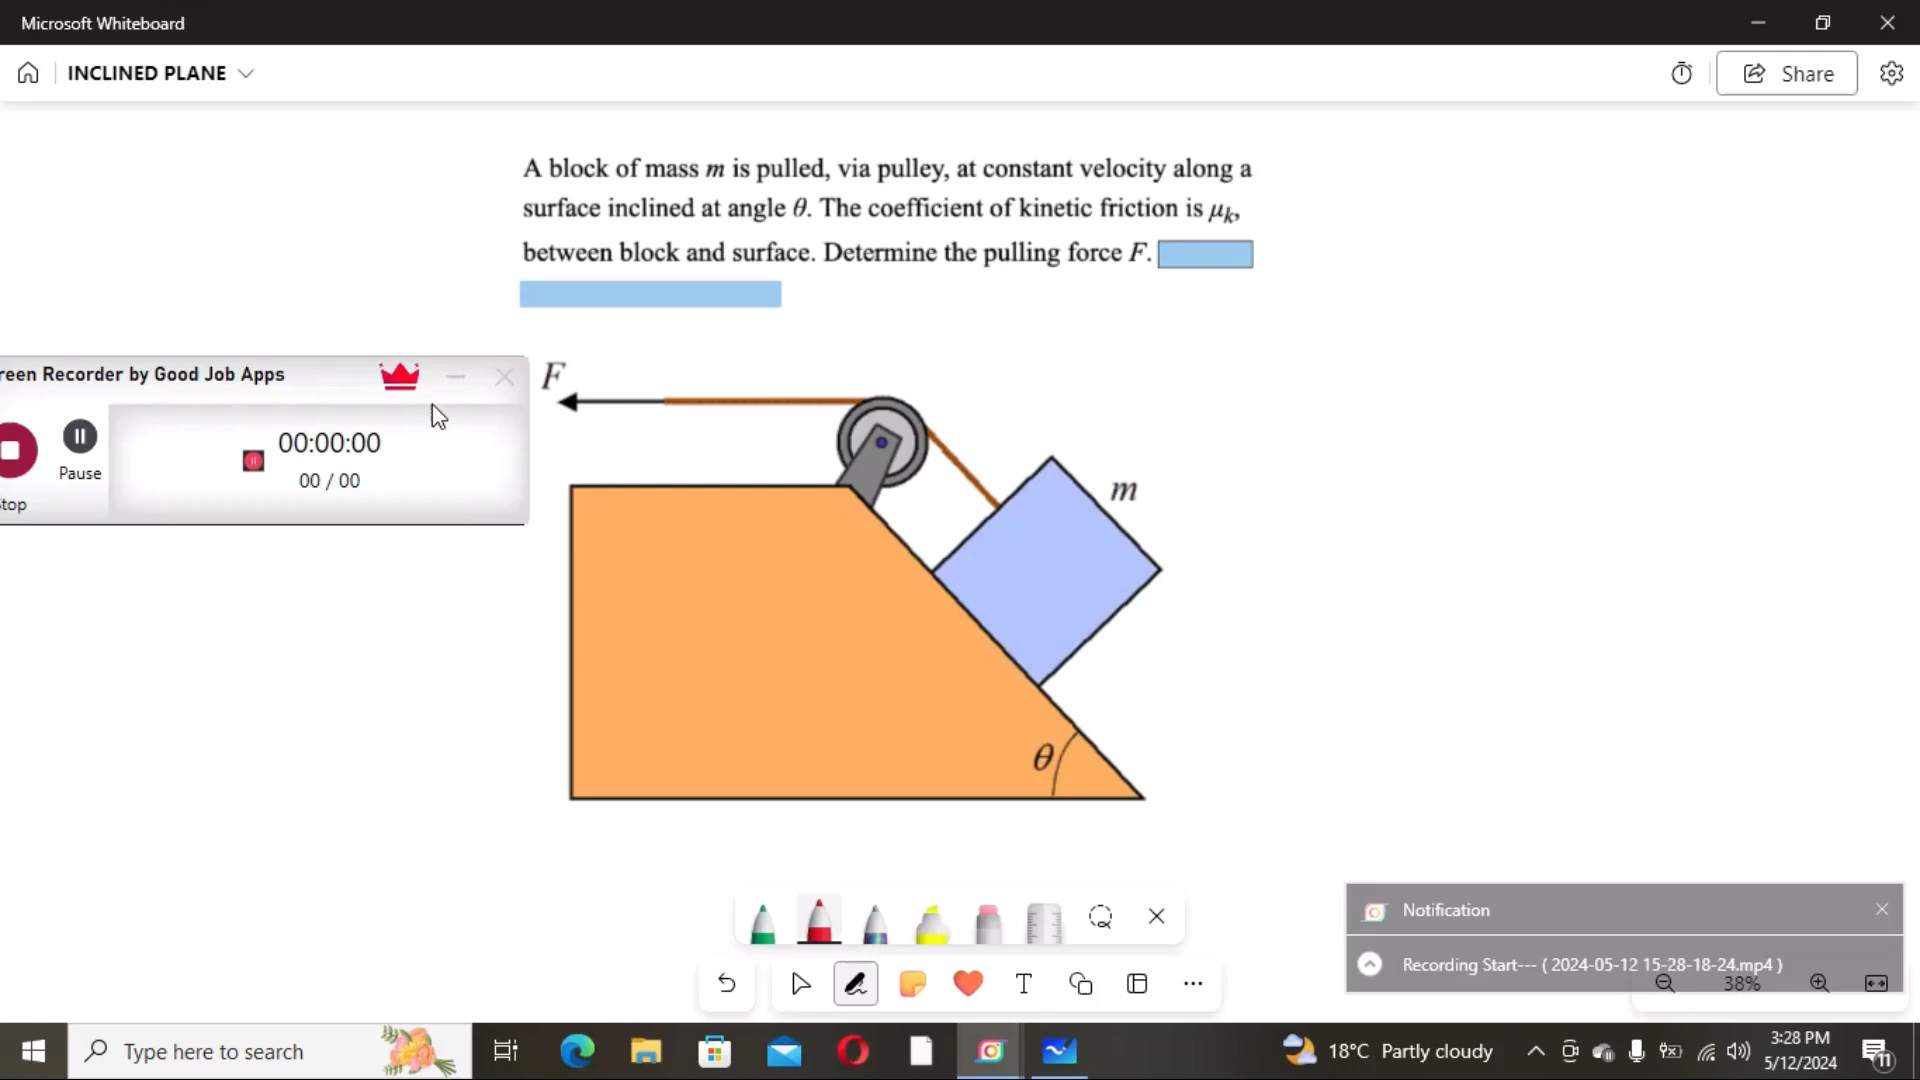 Microsoft Whiteboard
INCLINED PLANE
Share
A block of mass m is pulled, via pulley, at constant velocity along a
surface inclined at angle θ. The coefficient of kinetic friction is μk,
between block and surface. Determine the pulling force F.
reen Recorder by Good Job Apps
F
00:00:00
00 / 00
Pause
top
m
θ
Notification
Recording Start--- ( 2024-05-12 15-28-18-24.mp4 )
38%
T
Type here to search
18°C Partly cloudy
3:28 PM
5/12/2024
11